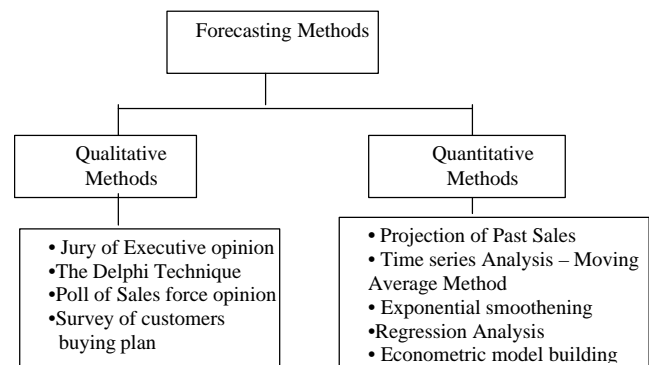 Forecasting Methods
Qualitative
Methods
Quantitative
Methods
• Jury of Executive opinion
•The Delphi Technique
•Poll of Sales force opinion
•Survey of customers
buying plan
• Projection of Past Sales
• Time series Analysis – Moving
Average Method
• Exponential smoothening
•Regression Analysis
• Econometric model building